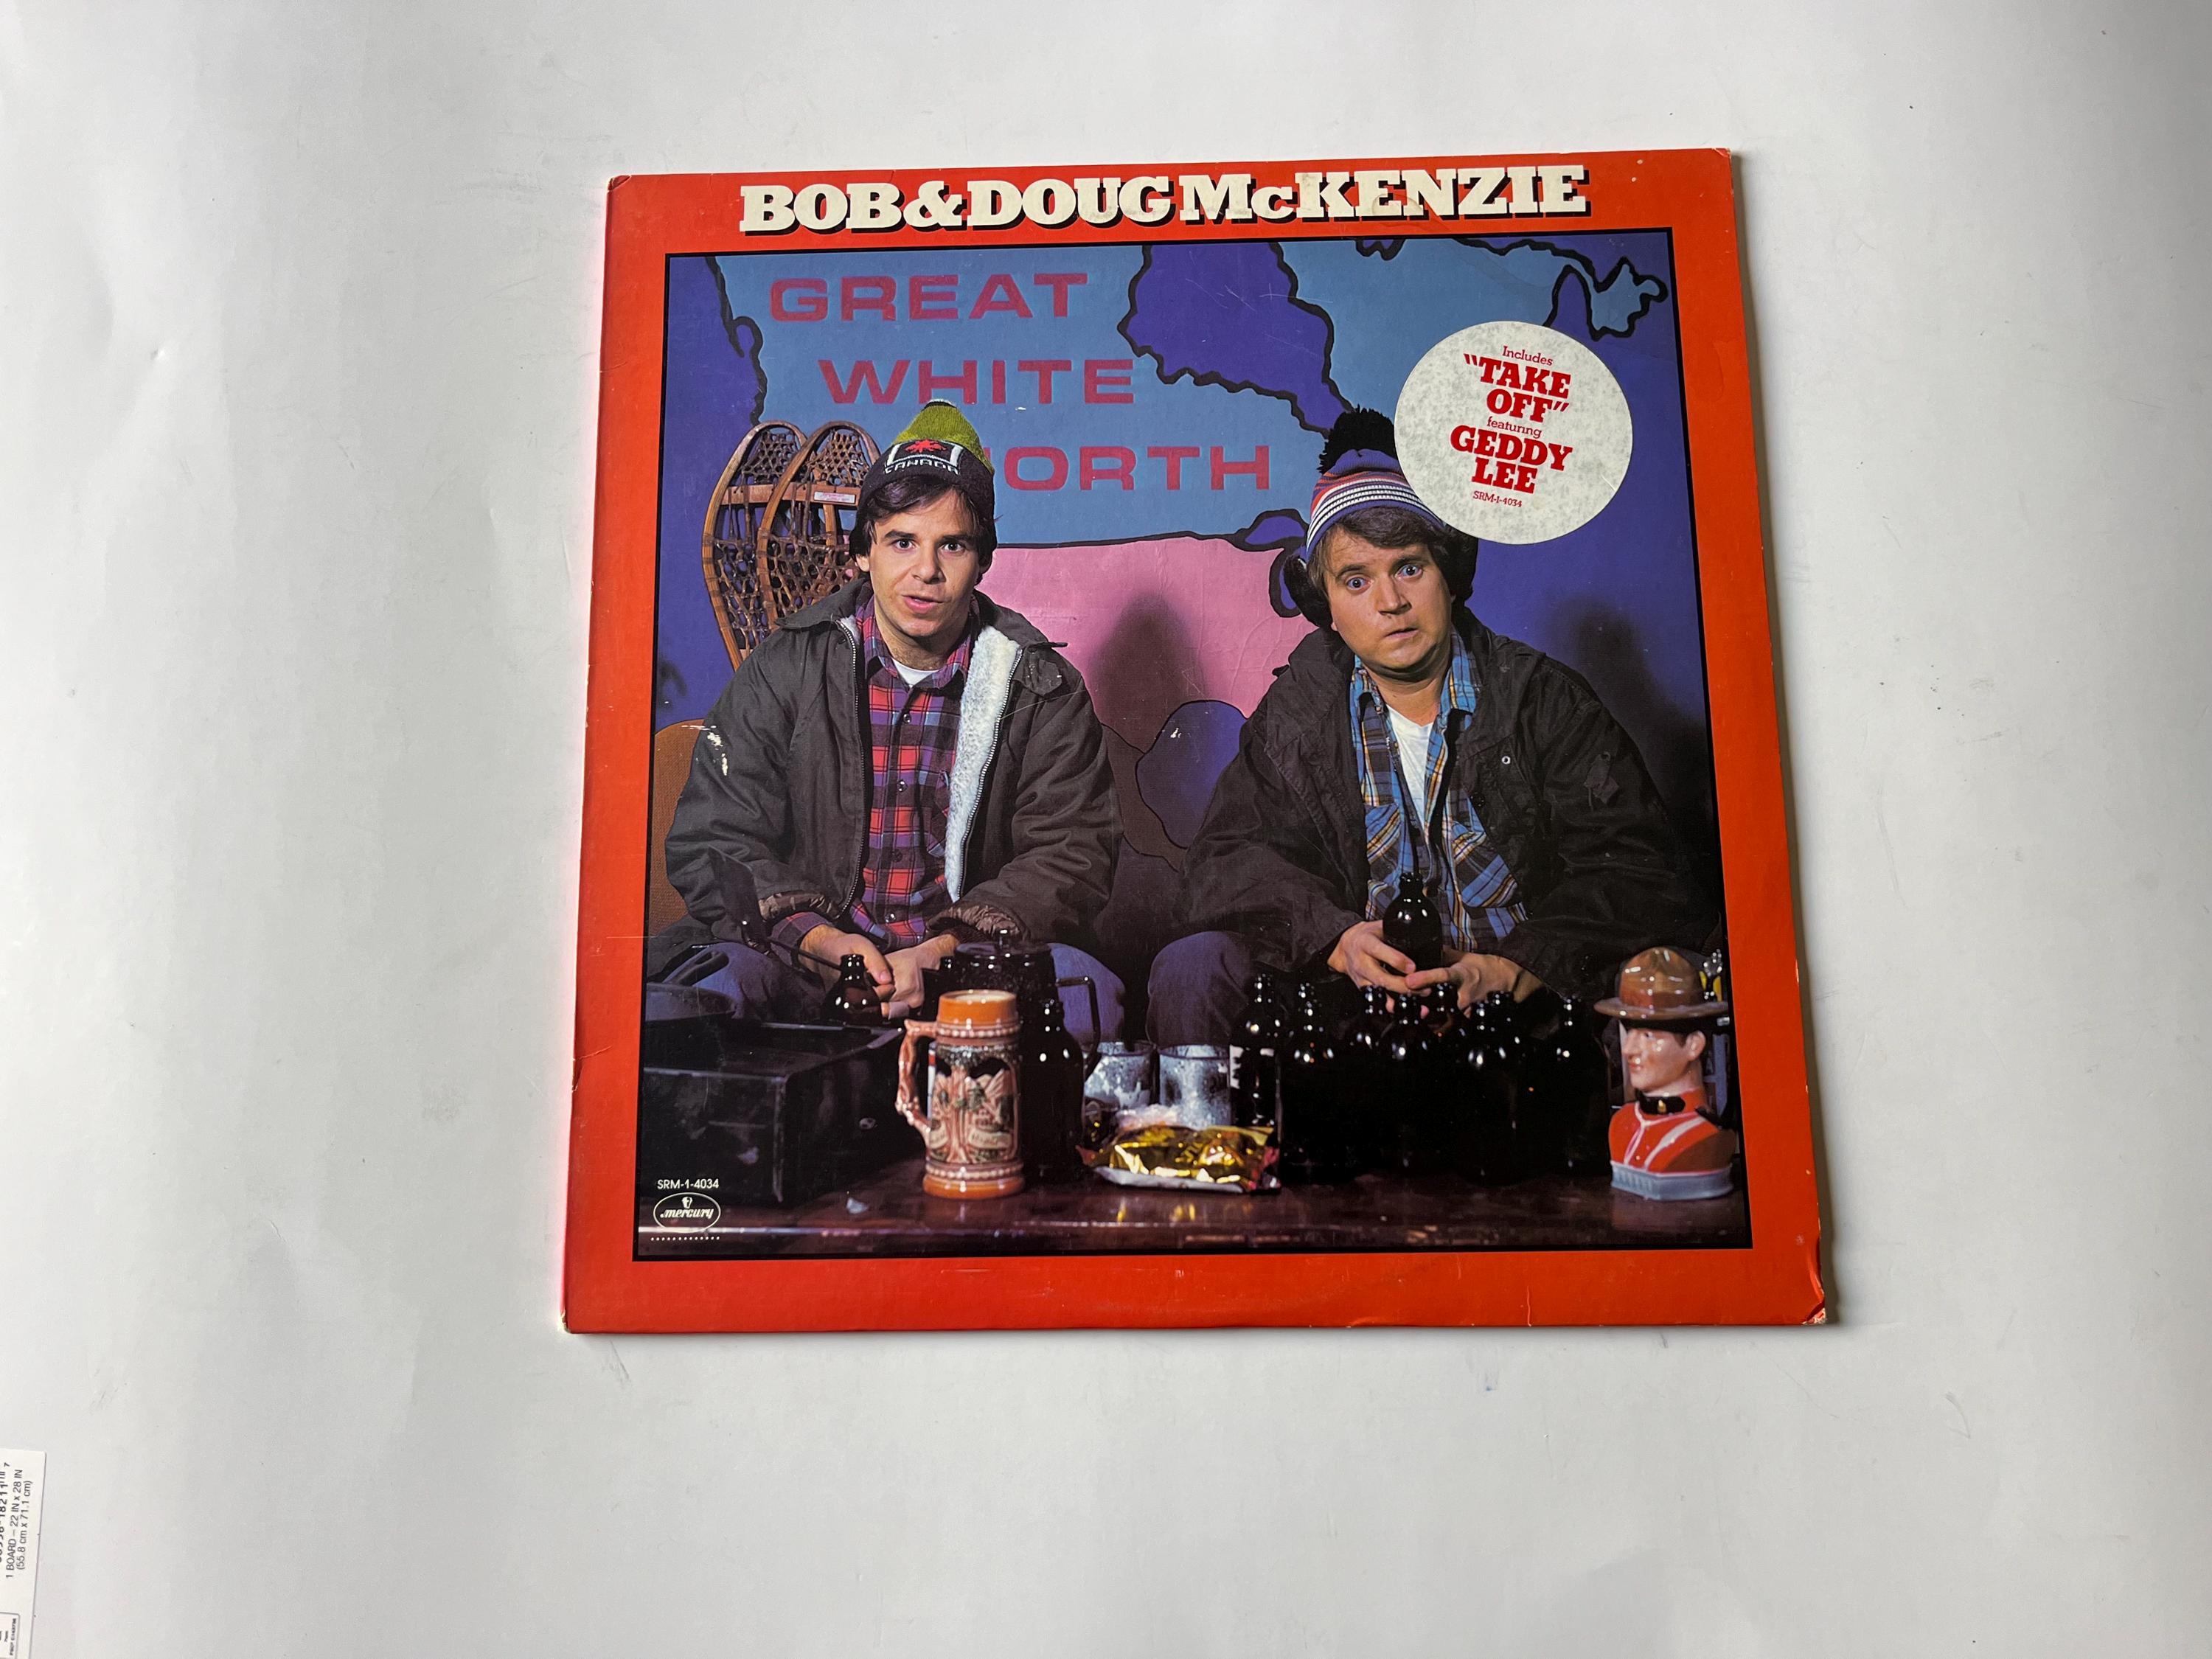 BOB & DOUG McKENZIE
GREAT
WHITE
ORTH
CANADA
Includes
"TAKE
OFF"
featuring
GEDDY
LEE
SRM-1-4034
SRM-1-4034
mercury
1 BOARD – 22 IN x 28 IN
(55.8 cm x 71.1 cm)